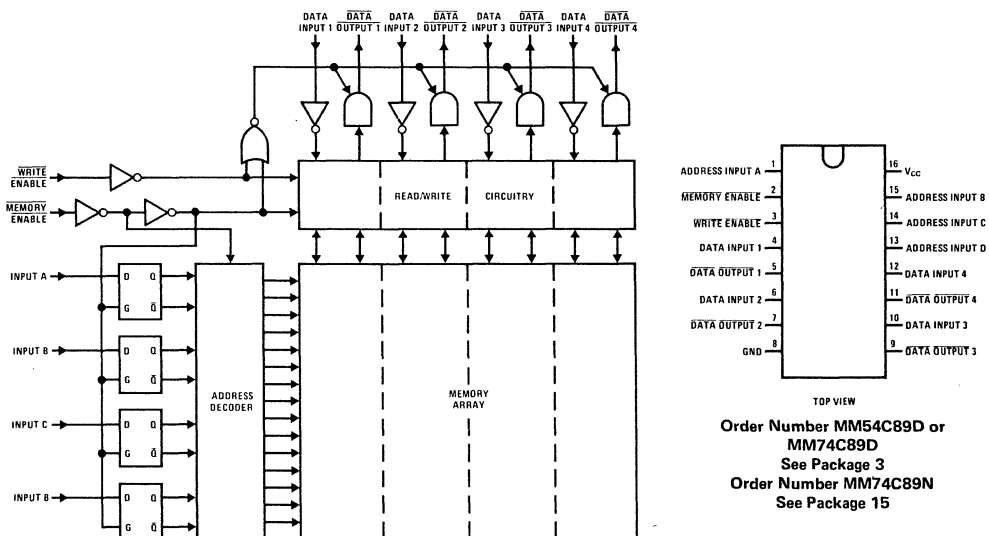 DATA INPUT 1
DATA OUTPUT 1
DATA INPUT 2
DATA OUTPUT 2
DATA INPUT 3
DATA OUTPUT 3
DATA INPUT 4
DATA OUTPUT 4
WRITE ENABLE
MEMORY ENABLE
READ/WRITE
CIRCUITRY
INPUT A
D Q
G Q̅
INPUT B
D Q
G Q̅
INPUT C
D Q
G Q̅
INPUT B
D Q
G Q̅
ADDRESS DECODER
MEMORY ARRAY
ADDRESS INPUT A 1
MEMORY ENABLE 2
WRITE ENABLE 3
DATA INPUT 1 4
DATA OUTPUT 1 5
DATA INPUT 2 6
DATA OUTPUT 2 7
GND 8
16 VCC
15 ADDRESS INPUT B
14 ADDRESS INPUT C
13 ADDRESS INPUT D
12 DATA INPUT 4
11 DATA OUTPUT 4
10 DATA INPUT 3
9 DATA OUTPUT 3
TOP VIEW
Order Number MM54C89D or
MM74C89D
See Package 3
Order Number MM74C89N
See Package 15